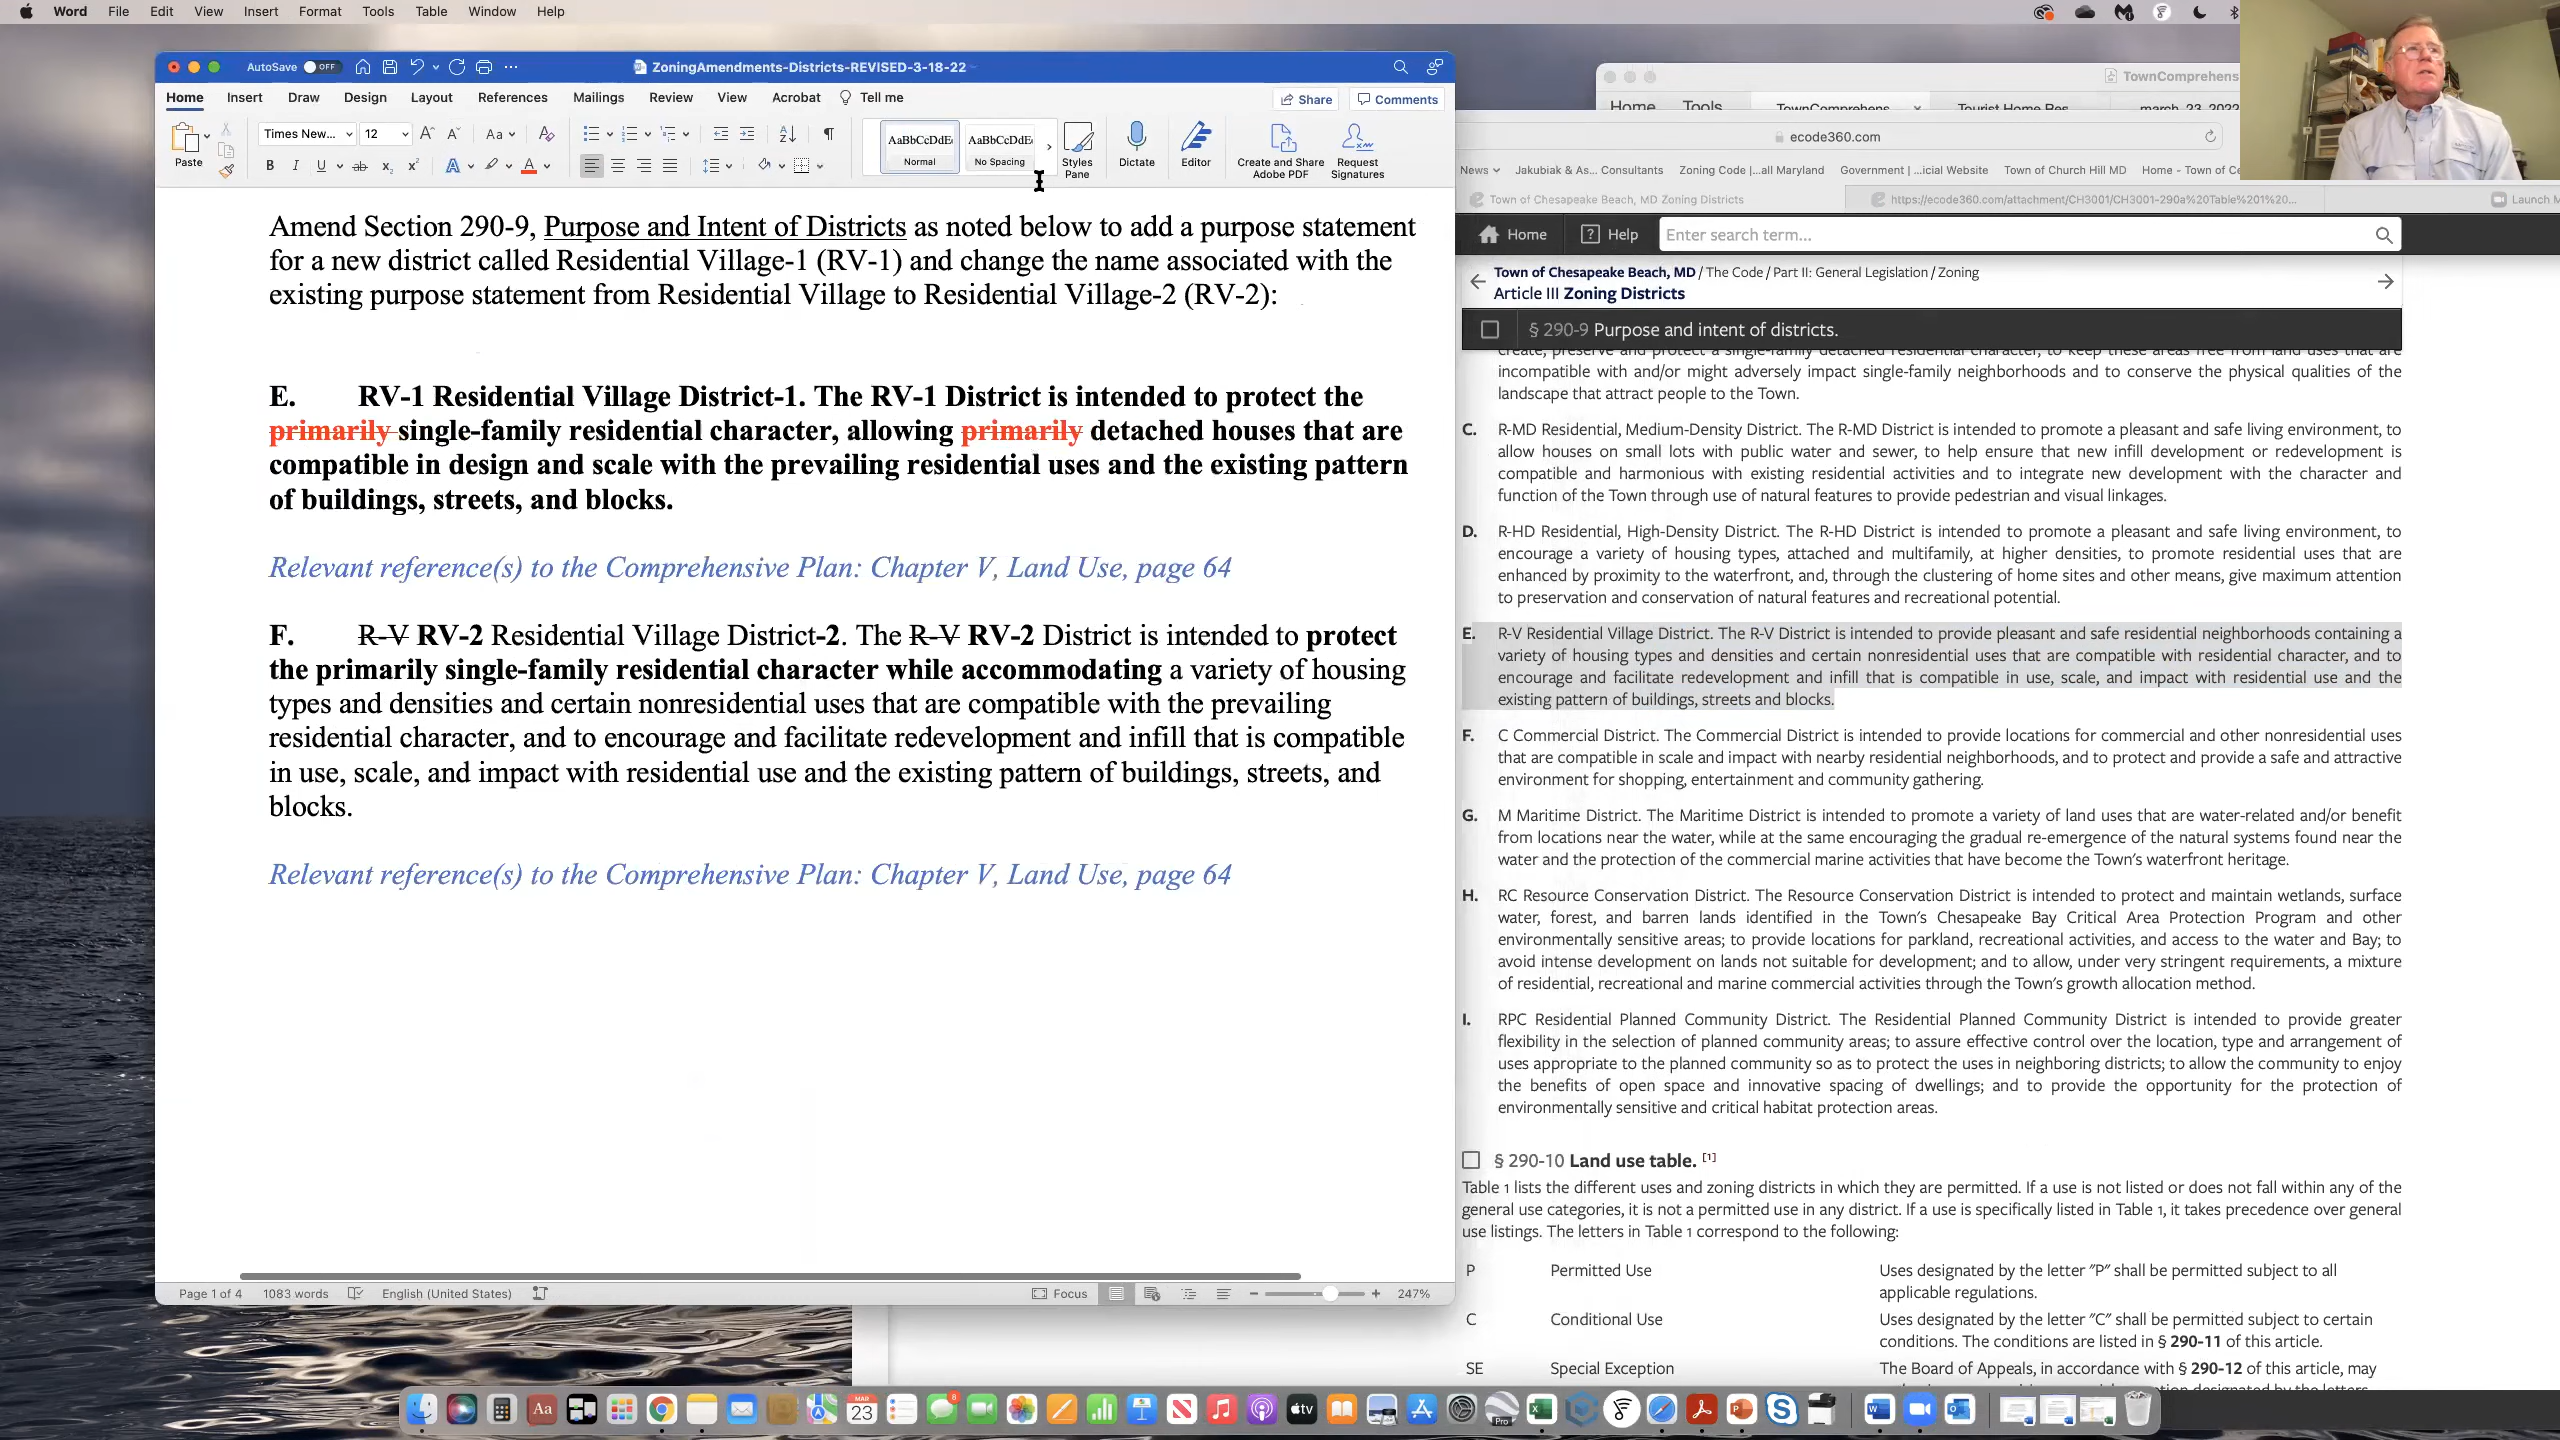 Word File Edit View Insert Format Tools Table Window Help
AutoSave OFF ZoningAmendments-Districts-REVISED-3-18-22
Home Insert Draw Design Layout References Mailings Review View Acrobat Tell me Share Comments
Times New... 12 Aa
Paste
AaBbCcDdEe AaBbCcDdEe
Normal No Spacing
Styles Pane
Dictate
Editor
Create and Share Adobe PDF
Request Signatures
Amend Section 290-9, Purpose and Intent of Districts as noted below to add a purpose statement
for a new district called Residential Village-1 (RV-1) and change the name associated with the
existing purpose statement from Residential Village to Residential Village-2 (RV-2):
E. RV-1 Residential Village District-1. The RV-1 District is intended to protect the
primarily single-family residential character, allowing primarily detached houses that are
compatible in design and scale with the prevailing residential uses and the existing pattern
of buildings, streets, and blocks.
Relevant reference(s) to the Comprehensive Plan: Chapter V, Land Use, page 64
F. R-V RV-2 Residential Village District-2. The R-V RV-2 District is intended to protect
the primarily single-family residential character while accommodating a variety of housing
types and densities and certain nonresidential uses that are compatible with the prevailing
residential character, and to encourage and facilitate redevelopment and infill that is compatible
in use, scale, and impact with residential use and the existing pattern of buildings, streets, and
blocks.
Relevant reference(s) to the Comprehensive Plan: Chapter V, Land Use, page 64
Page 1 of 4 1083 words English (United States) Focus 247%
TownComprehens
Home Tools TownComprehens... Tourist Home Res... march_23_2022
ecode360.com
News Jakubiak & As... Consultants Zoning Code |...all Maryland Government | ...icial Website Town of Church Hill MD Home - Town of Ce
Town of Chesapeake Beach, MD Zoning Districts https://ecode360.com/attachment/CH3001/CH3001-290a%20Table%201%20... Launch M
Home Help Enter search term...
Town of Chesapeake Beach, MD / The Code / Part II: General Legislation / Zoning
Article III Zoning Districts
§ 290-9 Purpose and intent of districts.
create, preserve and protect a single-family detached residential character, to keep these areas free from land uses that are
incompatible with and/or might adversely impact single-family neighborhoods and to conserve the physical qualities of the
landscape that attract people to the Town.
C. R-MD Residential, Medium-Density District. The R-MD District is intended to promote a pleasant and safe living environment, to
allow houses on small lots with public water and sewer, to help ensure that new infill development or redevelopment is
compatible and harmonious with existing residential activities and to integrate new development with the character and
function of the Town through use of natural features to provide pedestrian and visual linkages.
D. R-HD Residential, High-Density District. The R-HD District is intended to promote a pleasant and safe living environment, to
encourage a variety of housing types, attached and multifamily, at higher densities, to promote residential uses that are
enhanced by proximity to the waterfront, and, through the clustering of home sites and other means, give maximum attention
to preservation and conservation of natural features and recreational potential.
E. R-V Residential Village District. The R-V District is intended to provide pleasant and safe residential neighborhoods containing a
variety of housing types and densities and certain nonresidential uses that are compatible with residential character, and to
encourage and facilitate redevelopment and infill that is compatible in use, scale, and impact with residential use and the
existing pattern of buildings, streets and blocks.
F. C Commercial District. The Commercial District is intended to provide locations for commercial and other nonresidential uses
that are compatible in scale and impact with nearby residential neighborhoods, and to protect and provide a safe and attractive
environment for shopping, entertainment and community gathering.
G. M Maritime District. The Maritime District is intended to promote a variety of land uses that are water-related and/or benefit
from locations near the water, while at the same encouraging the gradual re-emergence of the natural systems found near the
water and the protection of the commercial marine activities that have become the Town's waterfront heritage.
H. RC Resource Conservation District. The Resource Conservation District is intended to protect and maintain wetlands, surface
water, forest, and barren lands identified in the Town's Chesapeake Bay Critical Area Protection Program and other
environmentally sensitive areas; to provide locations for parkland, recreational activities, and access to the water and Bay; to
avoid intense development on lands not suitable for development; and to allow, under very stringent requirements, a mixture
of residential, recreational and marine commercial activities through the Town's growth allocation method.
I. RPC Residential Planned Community District. The Residential Planned Community District is intended to provide greater
flexibility in the selection of planned community areas; to assure effective control over the location, type and arrangement of
uses appropriate to the planned community so as to protect the uses in neighboring districts; to allow the community to enjoy
the benefits of open space and innovative spacing of dwellings; and to provide the opportunity for the protection of
environmentally sensitive and critical habitat protection areas.
§ 290-10 Land use table. [1]
Table 1 lists the different uses and zoning districts in which they are permitted. If a use is not listed or does not fall within any of the
general use categories, it is not a permitted use in any district. If a use is specifically listed in Table 1, it takes precedence over general
use listings. The letters in Table 1 correspond to the following:
P Permitted Use Uses designated by the letter "P" shall be permitted subject to all
applicable regulations.
C Conditional Use Uses designated by the letter "C" shall be permitted subject to certain
conditions. The conditions are listed in § 290-11 of this article.
SE Special Exception The Board of Appeals, in accordance with § 290-12 of this article, may
MAR
23
8
Aa
tv
Pro